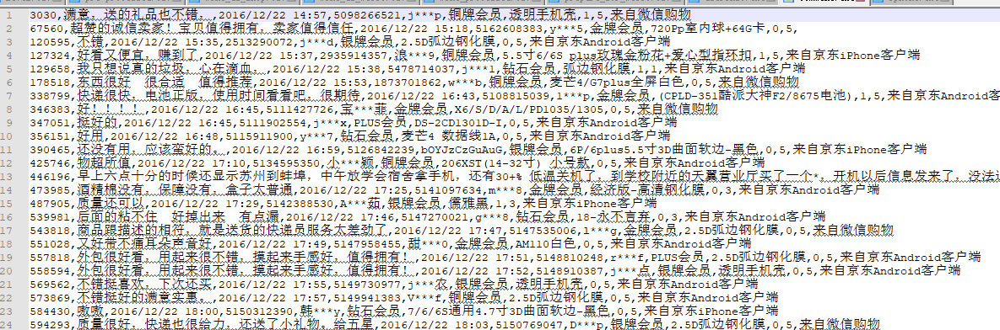 3030,满意，送的礼品也不错。,2016/12/22 14:57,5098266521,j***p,铜牌会员,透明手机壳,1,5,来自微信购物
67560,超赞的诚信卖家！宝贝值得拥有，卖家值得信任,2016/12/22 15:18,5162608383,y***5,金牌会员,720Pp室内球+64G卡,0,5,
120595,不错,2016/12/22 15:35,2513290072,j***d,银牌会员,2.5D弧边钢化膜,0,5,来自京东Android客户端
127324,好看又便宜，赚到了,2016/12/22 15:37,2935914357,浪***9,铜牌会员,5.5寸6/6S plus玫瑰金粉花+爱心型指环扣,1,5,来自京东iPhone客户端
129658,我只想说真的垃圾，心在滴血。,2016/12/22 15:38,5478714037,j***1,钻石会员,弧边钢化膜,1,1,来自京东Android客户端
178518,东西很好 很合适 值得推荐,2016/12/22 15:53,1873701862,w***b,铜牌会员,麦芒4/G7plus全屏白色,0,5,来自微信购物
338799,快递很快，电池正版，使用时间看看吧，很期待,2016/12/22 16:43,5108815039,l***p,金牌会员,(CPLD-351酷派大神F2/8675电池),1,5,来自京东Android客
346383,好！！！！,2016/12/22 16:45,5111427726,宝***菲,金牌会员,X6/S/D/A/L/PD1035/1305,0,5,来自微信购物
347051,挺好的,2016/12/22 16:45,5111902554,j***x,PLUS会员,DS-2CD1301D-I,0,5,来自京东Android客户端
356151,好用,2016/12/22 16:48,5115911900,y***7,钻石会员,麦芒4 数据线1A,0,5,来自京东Android客户端
390465,还没有用，应该蛮好的。,2016/12/22 16:59,5126842239,bOYJzCzGuAuG,银牌会员,6P/6plus5.5寸3D曲面软边-黑色,0,5,来自京东iPhone客户端
425746,物超所值,2016/12/22 17:10,5134595350,小***颖,铜牌会员,206XST(14-32寸) 小号款,0,5,来自京东Android客户端
446196,早上六点十分的时候还显示苏州到蚌埠，中午放学会宿舍拿手机，还有30+% 低温关机了，到学校附近的天翼营业厅买了一个*，开机以后信息发来了，没法
473985,酒精棉没有，保障没有，盒子太普通,2016/12/22 17:25,5141097634,m***8,金牌会员,经济版-高清钢化膜,0,3,来自京东Android客户端
487905,质量还可以,2016/12/22 17:29,5142388530,A***茹,银牌会员,儒雅黑,1,3,来自京东iPhone客户端
539981,后面的粘不住 好掉出来 有点漏,2016/12/22 17:46,5147270021,g***8,钻石会员,18-永不言弃,0,3,来自京东Android客户端
543818,商品跟描述的相符，就是送货的快递员服务太差劲了,2016/12/22 17:47,5147535006,l***g,金牌会员,2.5D弧边钢化膜,0,5,来自微信购物
551028,又好带不痛耳朵声音好,2016/12/22 17:49,5147958455,甜***0,金牌会员,AM110白色,0,5,来自京东Android客户端
557818,外包很好看，用起来很不错，摸起来手感好，值得拥有！,2016/12/22 17:51,5148810248,r***f,PLUS会员,2.5D弧边钢化膜,0,5,来自京东Android客户端
558594,外包很好看，用起来很不错，摸起来手感好，值得拥有！,2016/12/22 17:52,5148910387,j***点,银牌会员,透明手机壳,0,5,来自京东Android客户端
569562,不错挺喜欢，下次还买,2016/12/22 17:55,5149730977,j***农,银牌会员,透明手机壳,0,5,来自京东Android客户端
573869,不错挺好的满意实惠。,2016/12/22 17:57,5149941383,V***f,铜牌会员,2.5D弧边钢化膜,0,5,来自京东Android客户端
584430,嗷嗷,2016/12/22 18:00,5150312390,韩***y,钻石会员,7/6/6S通用4.7寸3D曲面软边-黑色,0,5,来自京东iPhone客户端
594293,质量很好，快递也很给力，还送了小礼物，给五星,2016/12/22 18:03,5150769047,D***p,银牌会员,2.5D弧边钢化膜,0,5,来自京东Android客户端